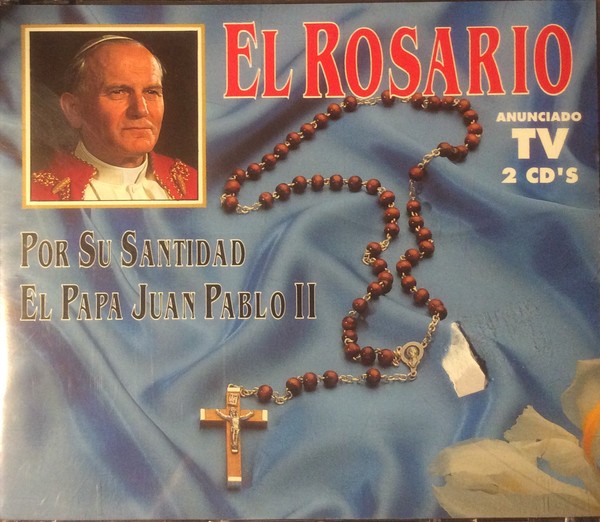 EL ROSARIO
ANUNCIADO
TV
2 CD'S
POR SU SANTIDAD
EL PAPA JUAN PABLO II